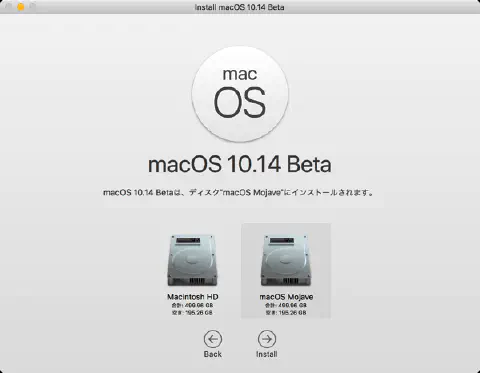 Install macOS 10.14 Beta
mac
OS
macOS 10.14 Beta
macOS 10.14 Betaは、ディスク"macOS Mojave"にインストールされます。
Macintosh HD
合計: 499.96 GB
空き: 195.26 GB
macOS Mojave
合計: 499.96 GB
空き: 195.26 GB
Back
Install